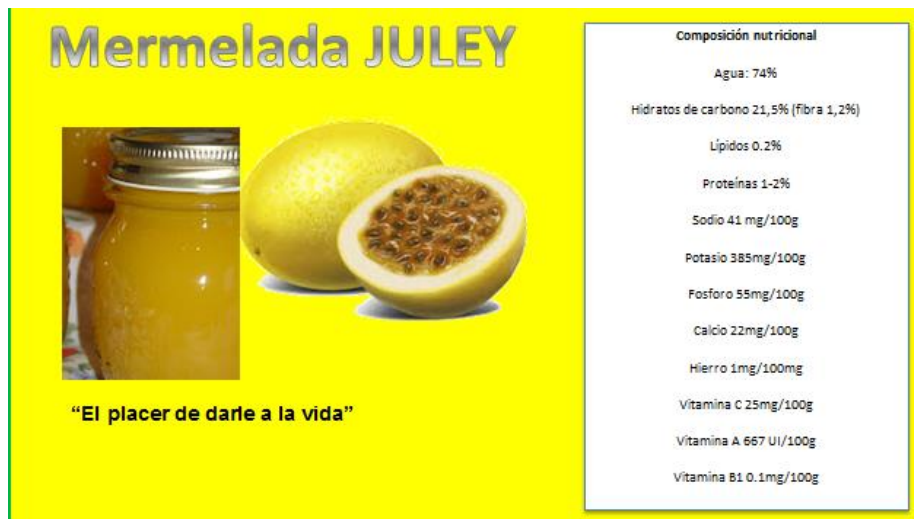 Mermelada JULEY
“El placer de darle a la vida”
Composición nutricional
Agua: 74%
Hidratos de carbono 21,5% (fibra 1,2%)
Lípidos 0.2%
Proteínas 1-2%
Sodio 41 mg/100g
Potasio 385mg/100g
Fosforo 55mg/100g
Calcio 22mg/100g
Hierro 1mg/100mg
Vitamina C 25mg/100g
Vitamina A 667 UI/100g
Vitamina B1 0.1mg/100g